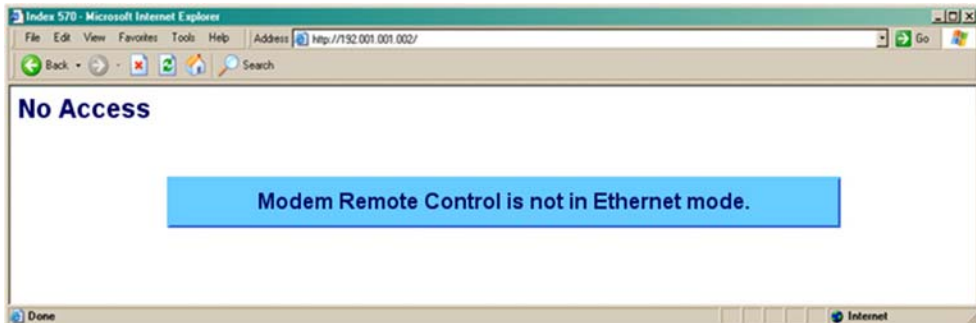 Index 570 - Microsoft Internet Explorer
File Edit View Favorites Tools Help Address http://192.001.001.002/ Go
Back Search
No Access
Modem Remote Control is not in Ethernet mode.
Done Internet